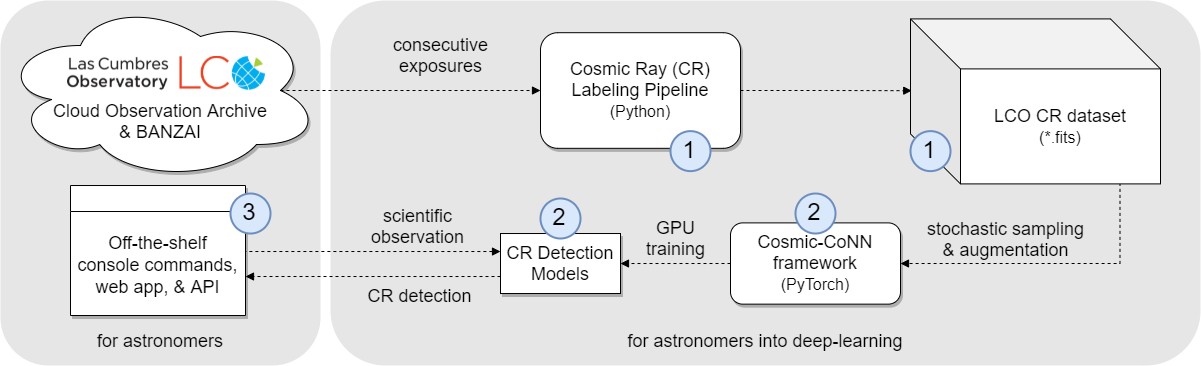 Las Cumbres
Observatory
LCO
Cloud Observation Archive
& BANZAI
consecutive
exposures
Cosmic Ray (CR)
Labeling Pipeline
(Python)
1
LCO CR dataset
(*.fits)
1
3
Off-the-shelf
console commands,
web app, & API
scientific
observation
CR detection
2
CR Detection
Models
GPU
training
2
Cosmic-CoNN
framework
(PyTorch)
stochastic sampling
& augmentation
for astronomers
for astronomers into deep-learning